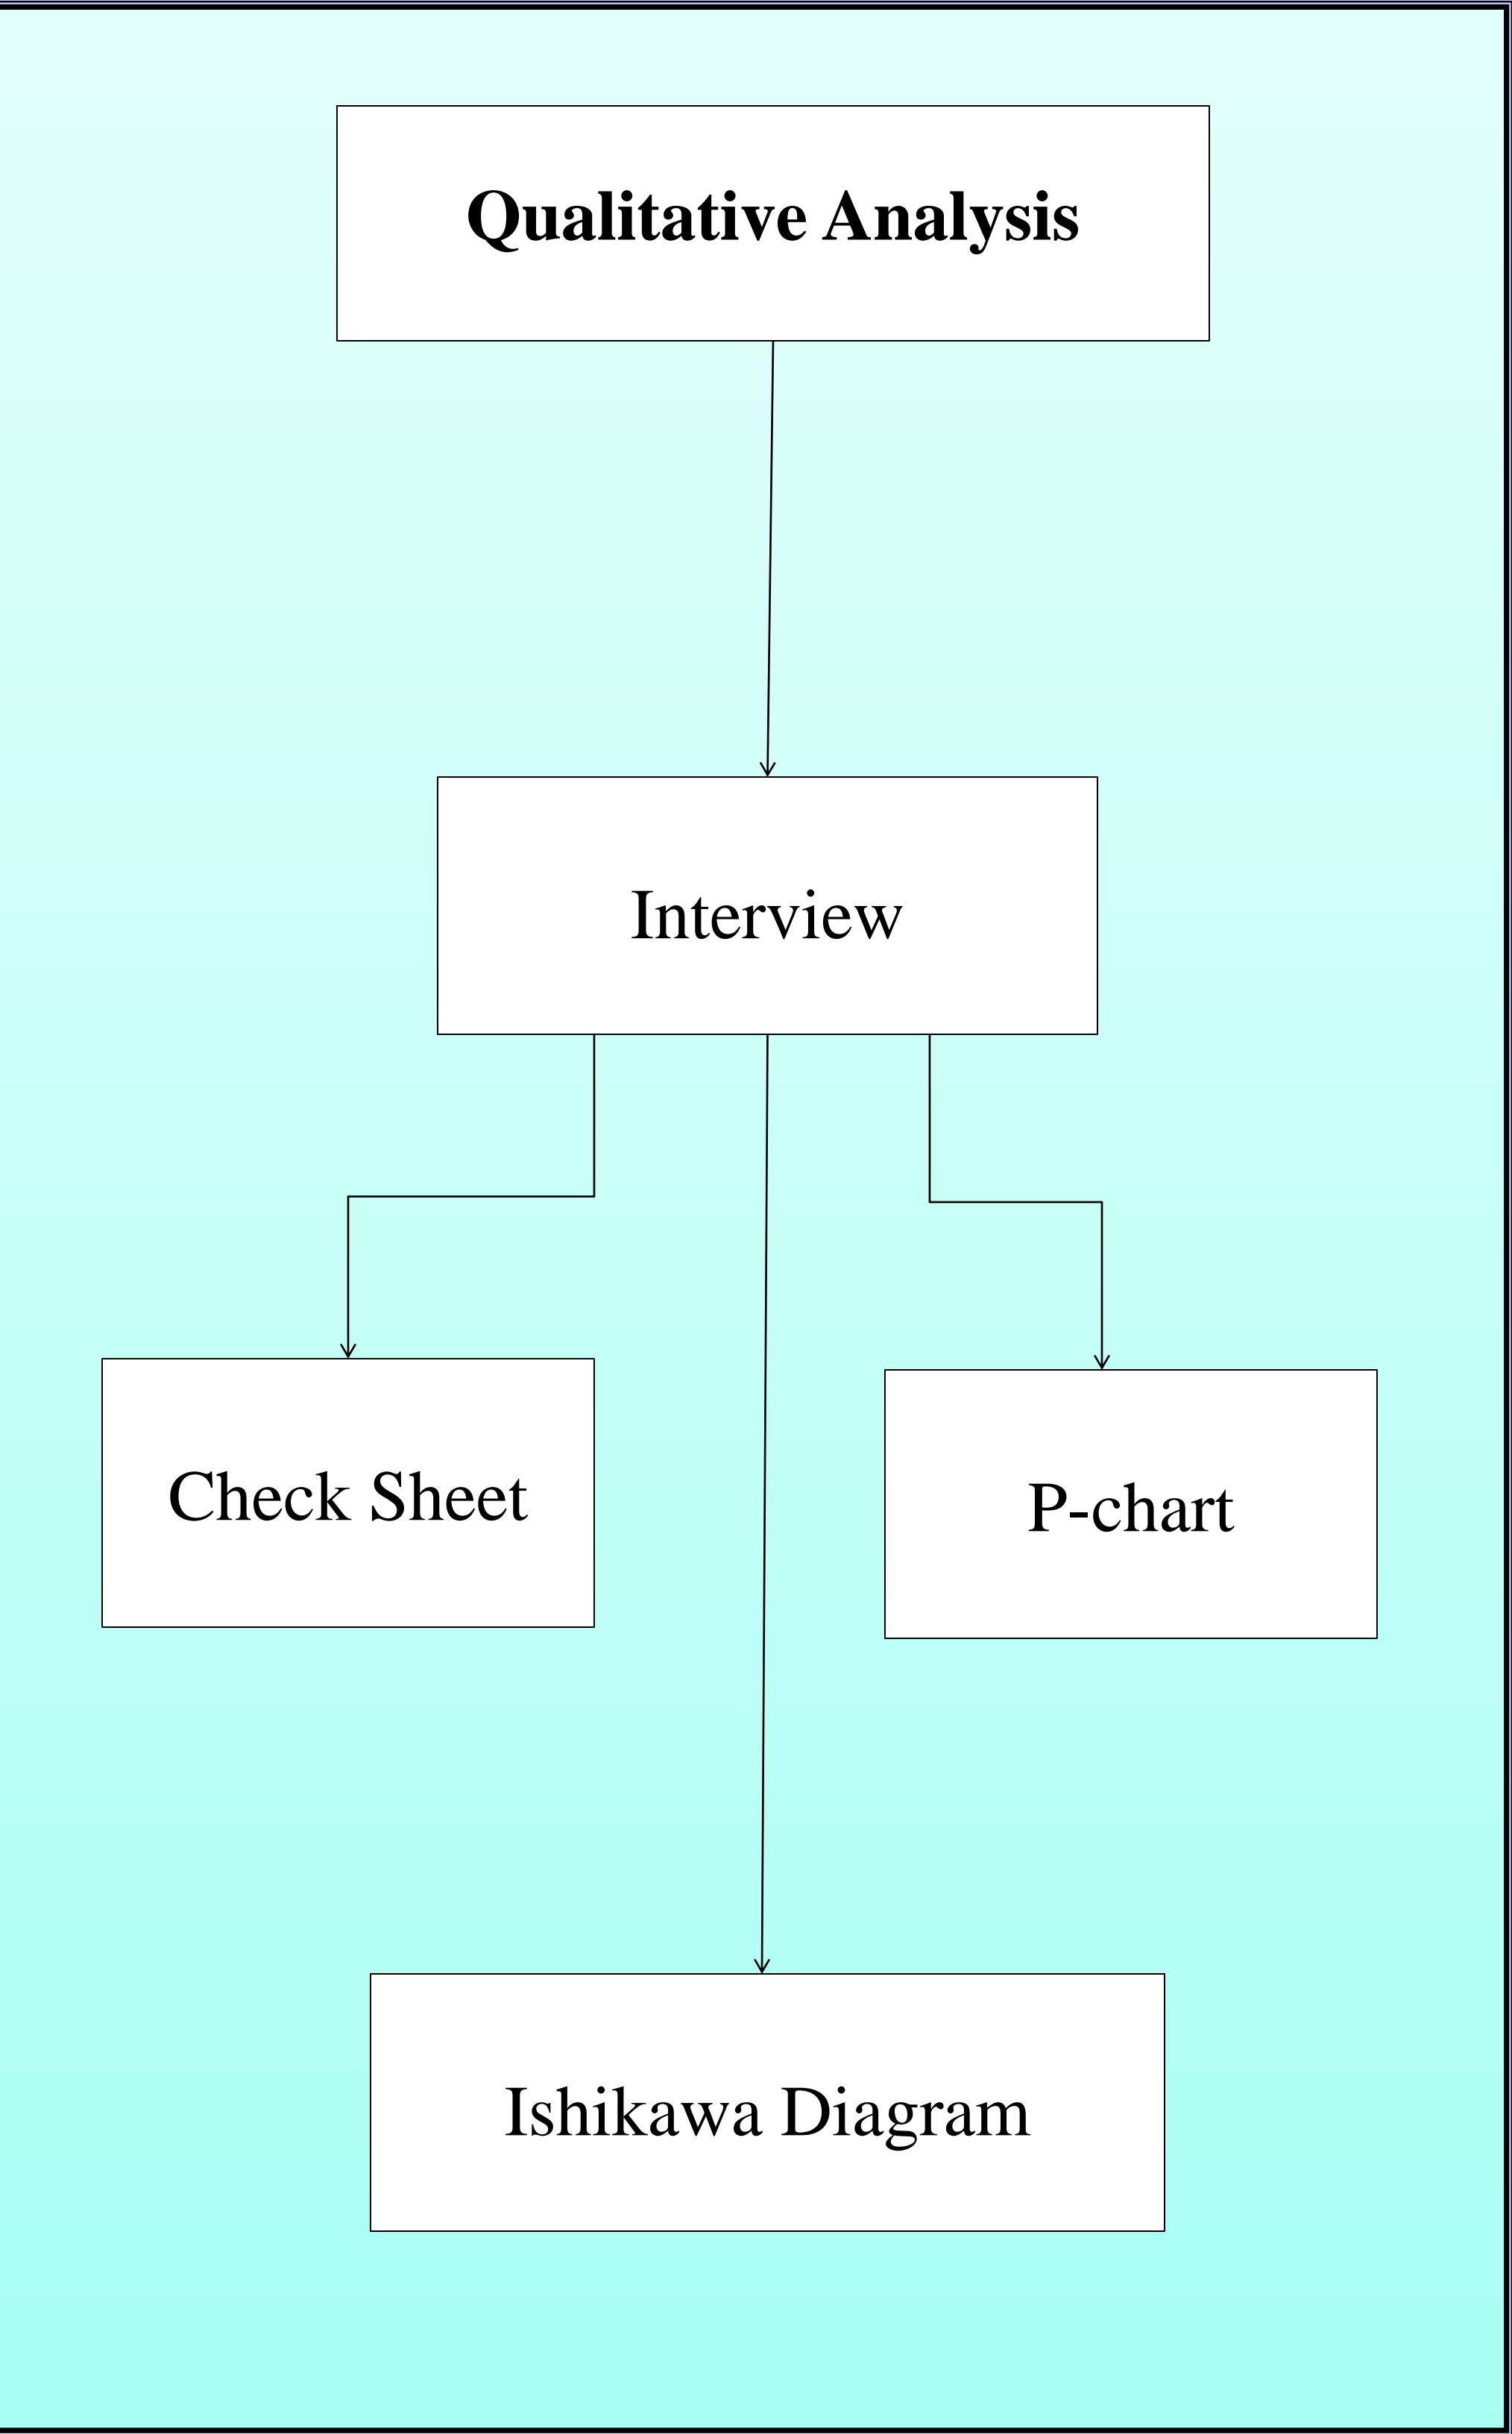 Qualitative Analysis
Interview
Check Sheet
P-chart
Ishikawa Diagram